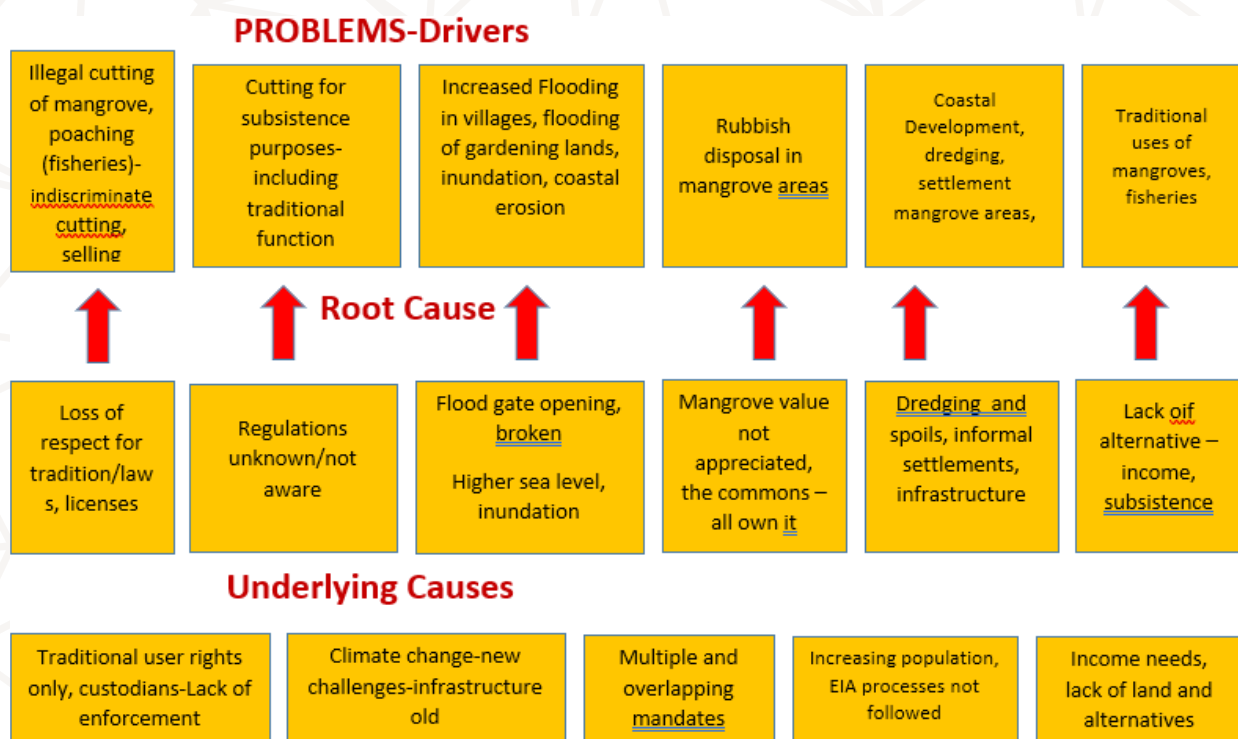 PROBLEMS-Drivers
Illegal cutting
of mangrove,
poaching
(fisheries)-
indiscriminate
cutting,
selling
Cutting for
subsistence
purposes-
including
traditional
function
Increased Flooding
in villages, flooding
of gardening lands,
inundation, coastal
erosion
Rubbish
disposal in
mangrove areas
Coastal
Development,
dredging,
settlement
mangrove areas,
Traditional
uses of
mangroves,
fisheries
Root Cause
Loss of
respect for
tradition/law
s, licenses
Regulations
unknown/not
aware
Flood gate opening,
broken
Higher sea level,
inundation
Mangrove value
not
appreciated,
the commons –
all own it
Dredging and
spoils, informal
settlements,
infrastructure
Lack oif
alternative –
income,
subsistence
Underlying Causes
Traditional user rights
only, custodians-Lack of
enforcement
Climate change-new
challenges-infrastructure
old
Multiple and
overlapping
mandates
Increasing population,
EIA processes not
followed
Income needs,
lack of land and
alternatives